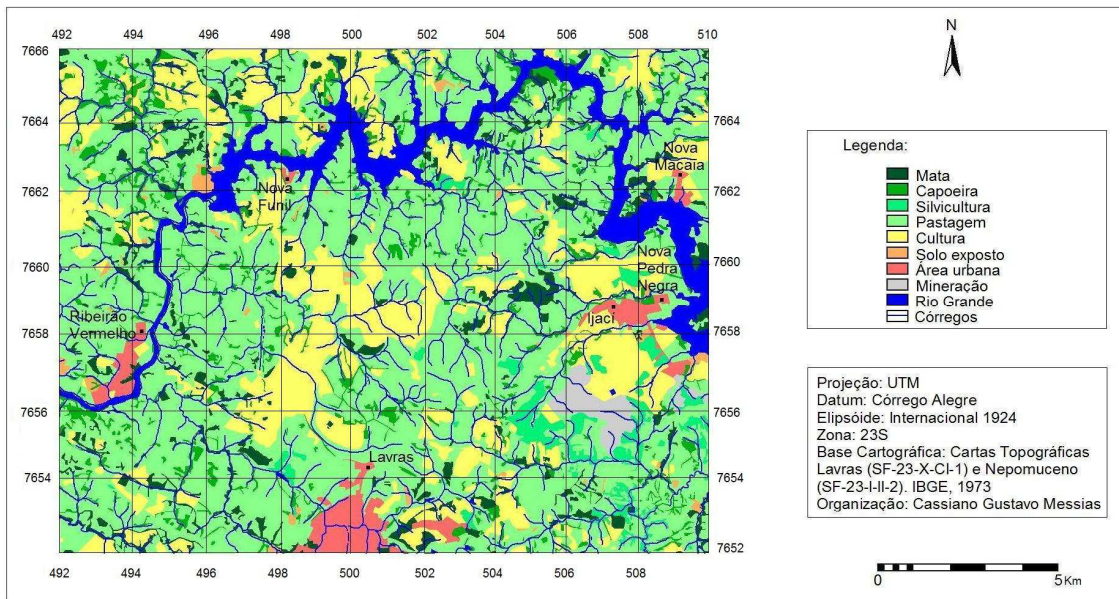 492 494 496 498 500 502 504 506 508 510
7666
7664
7662
7660
7658
7656
7654
7664
7662
7660
7658
7656
7654
7652
492 494 496 498 500 502 504 506 508 510
Nova
Macaia
Nova
Funil
Nova
Pedra
Negra
Ijaci
Ribeirão
Vermelho
Lavras
N
Legenda:
Mata
Capoeira
Silvicultura
Pastagem
Cultura
Solo exposto
Área urbana
Mineração
Rio Grande
Córregos
Projeção: UTM
Datum: Córrego Alegre
Elipsóide: Internacional 1924
Zona: 23S
Base Cartográfica: Cartas Topográficas
Lavras (SF-23-X-CI-1) e Nepomuceno
(SF-23-I-II-2). IBGE, 1973
Organização: Cassiano Gustavo Messias
0 5 Km